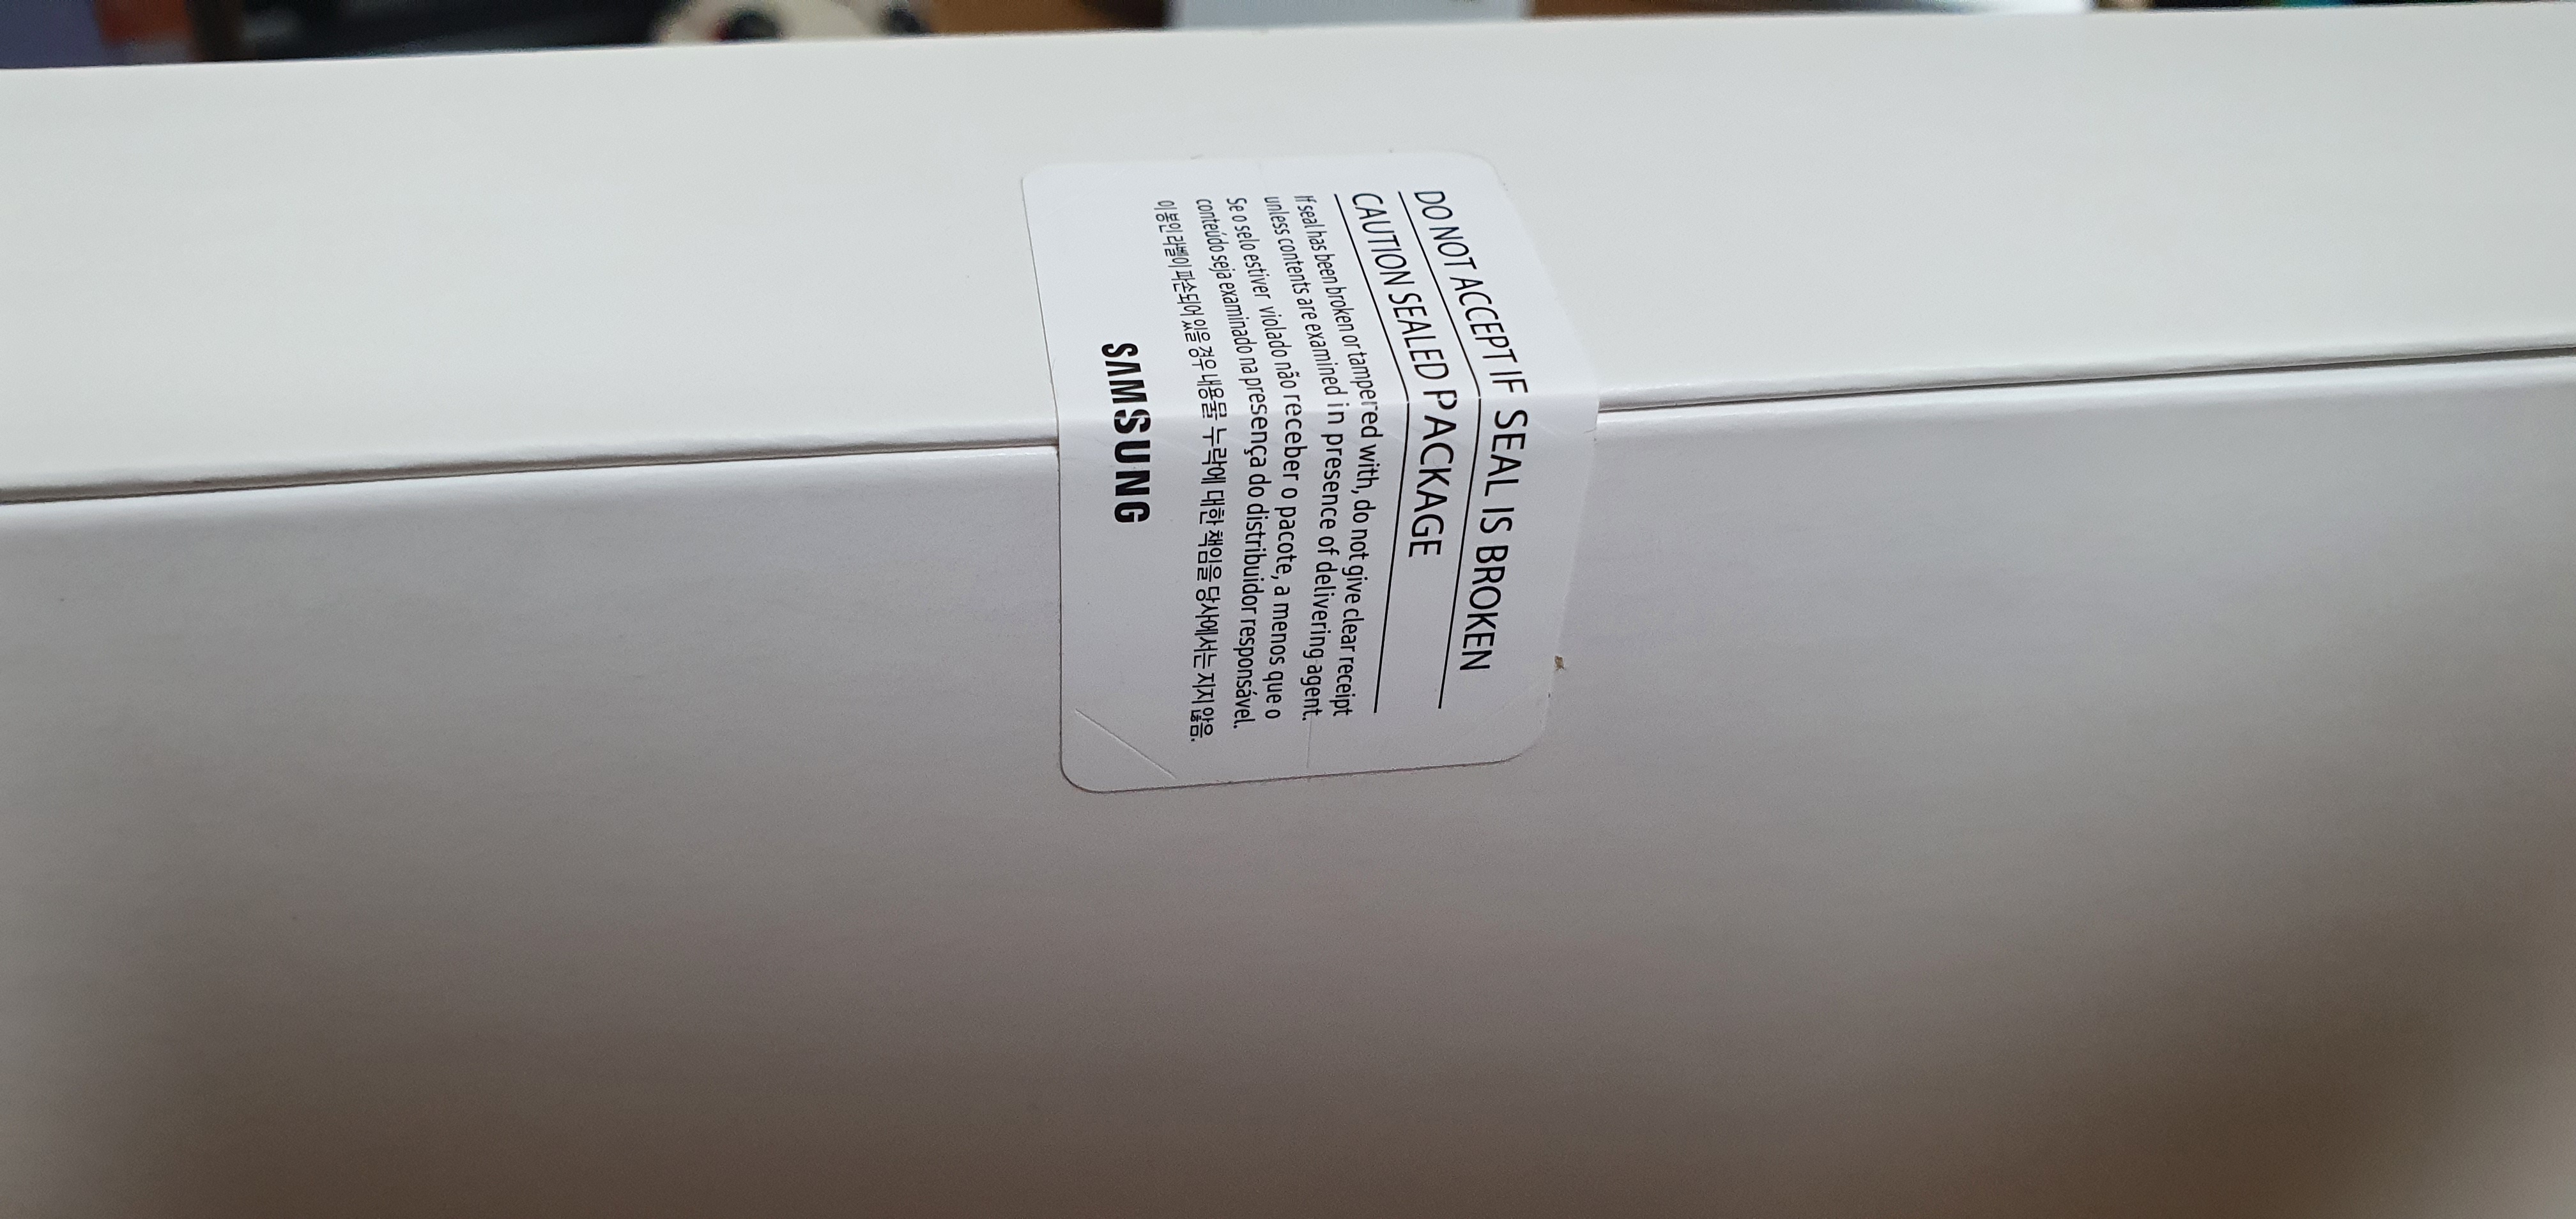 DO NOT ACCEPT IF SEAL IS BROKEN
CAUTION SEALED PACKAGE
If seal has been broken or tampered with, do not give clear receipt
unless contents are examined in presence of delivering agent.
Se o selo estiver violado não receber o pacote, a menos que o
conteúdo seja examinado na presença do distribuidor responsável.
이 봉인 라벨이 파손되어 있을 경우 내용물 누락에 대한 책임을 당사에서는 지지 않음.
SAMSUNG